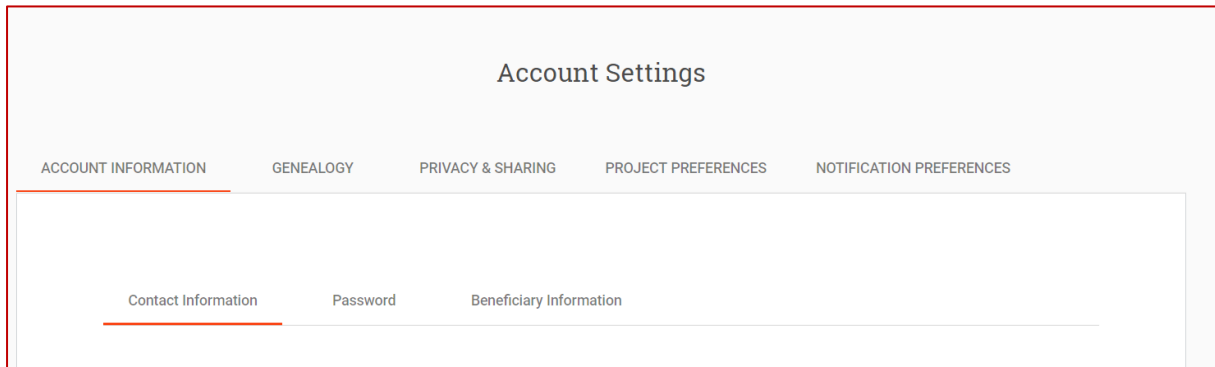 Account Settings
ACCOUNT INFORMATION GENEALOGY PRIVACY & SHARING PROJECT PREFERENCES NOTIFICATION PREFERENCES
Contact Information Password Beneficiary Information